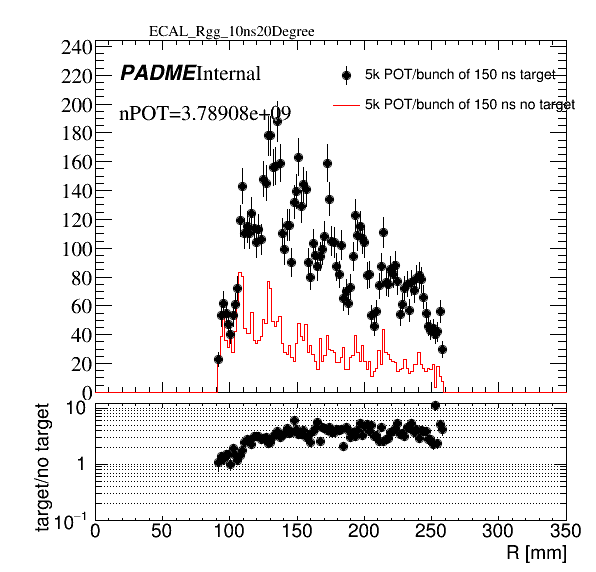 ECAL_Rgg_10ns20Degree
240
220
200
180
160
140
120
100
80
60
40
20
0
PADME Internal
nPOT=3.78908e+09
5k POT/bunch of 150 ns target
5k POT/bunch of 150 ns no target
target/no target
10
1
10⁻¹
0 50 100 150 200 250 300 350
R [mm]